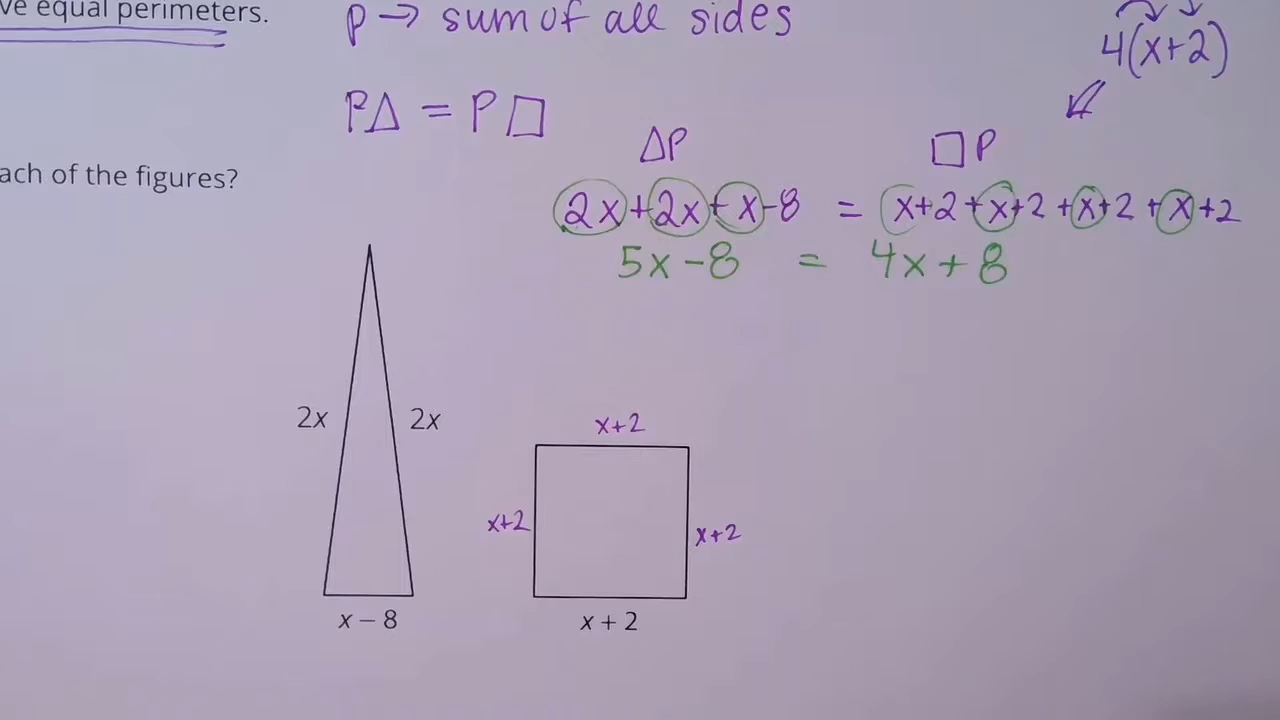 ve equal perimeters.
P → sum of all sides
4(x+2)
P△ = P□
△P
□P
ach of the figures?
2x+2x+x-8 = x+2+x+2+x+2+x+2
5x-8 = 4x+8
2x
2x
x+2
x+2
x+2
x – 8
x + 2